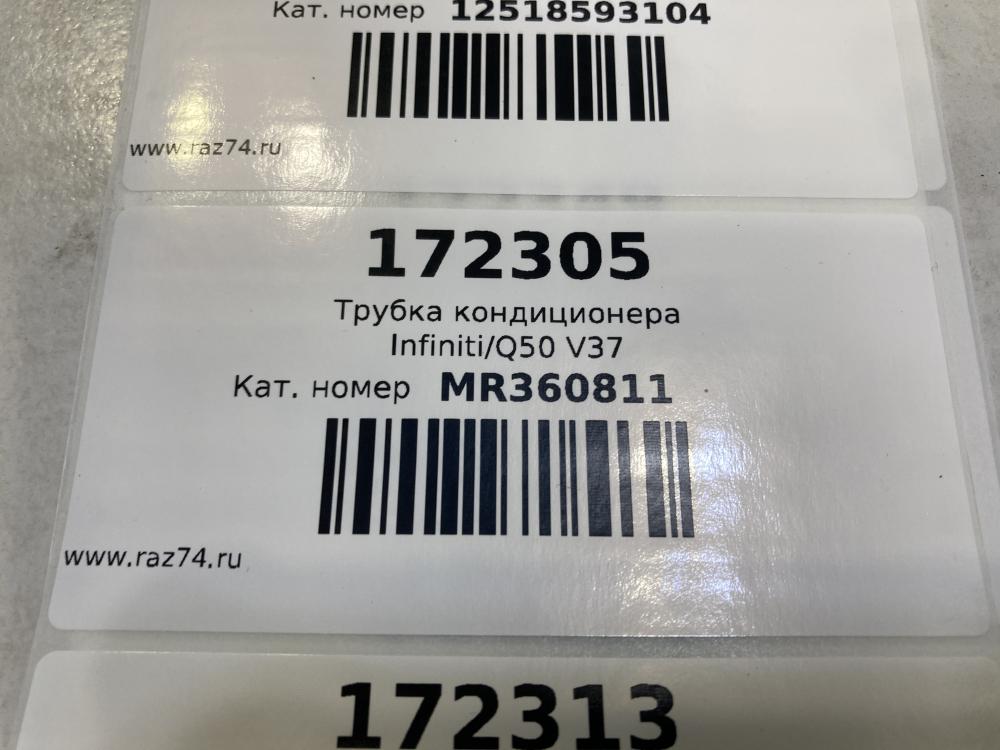 Кат. номер 12518593104
www.raz74.ru
172305
Трубка кондиционера
Infiniti/Q50 V37
Кат. номер MR360811
www.raz74.ru
172313